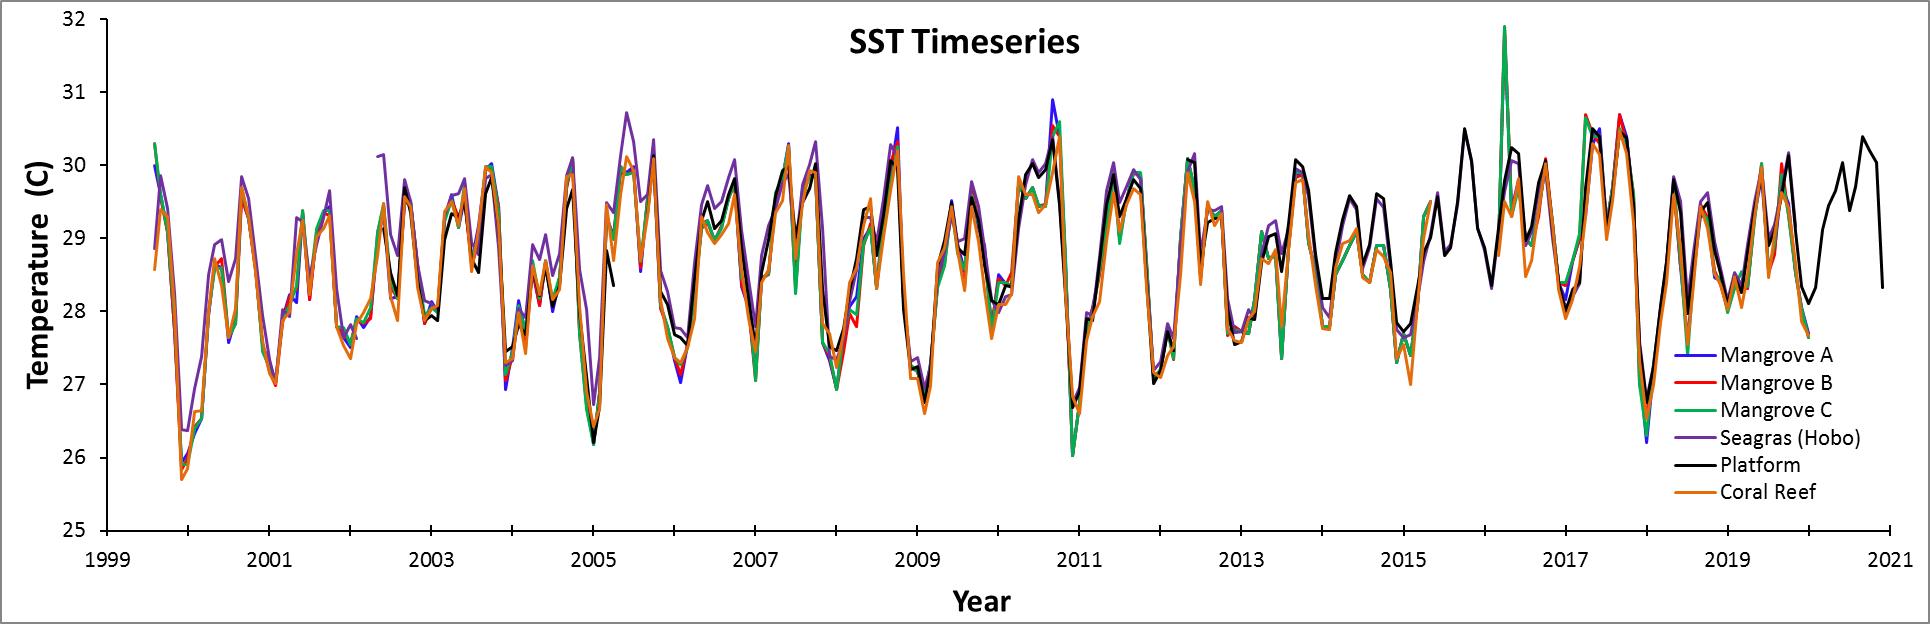 SST Timeseries
32
31
30
29
28
27
26
25
Temperature (C)
Mangrove A
Mangrove B
Mangrove C
Seagras (Hobo)
Platform
Coral Reef
1999 2001 2003 2005 2007 2009 2011 2013 2015 2017 2019 2021
Year